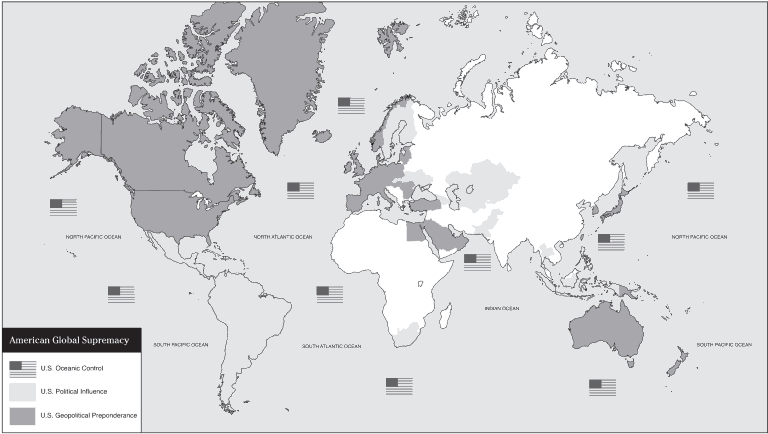 NORTH PACIFIC OCEAN
NORTH ATLANTIC OCEAN
NORTH PACIFIC OCEAN
INDIAN OCEAN
SOUTH PACIFIC OCEAN
SOUTH ATLANTIC OCEAN
SOUTH PACIFIC OCEAN
American Global Supremacy
U.S. Oceanic Control
U.S. Political Influence
U.S. Geopolitical Preponderance